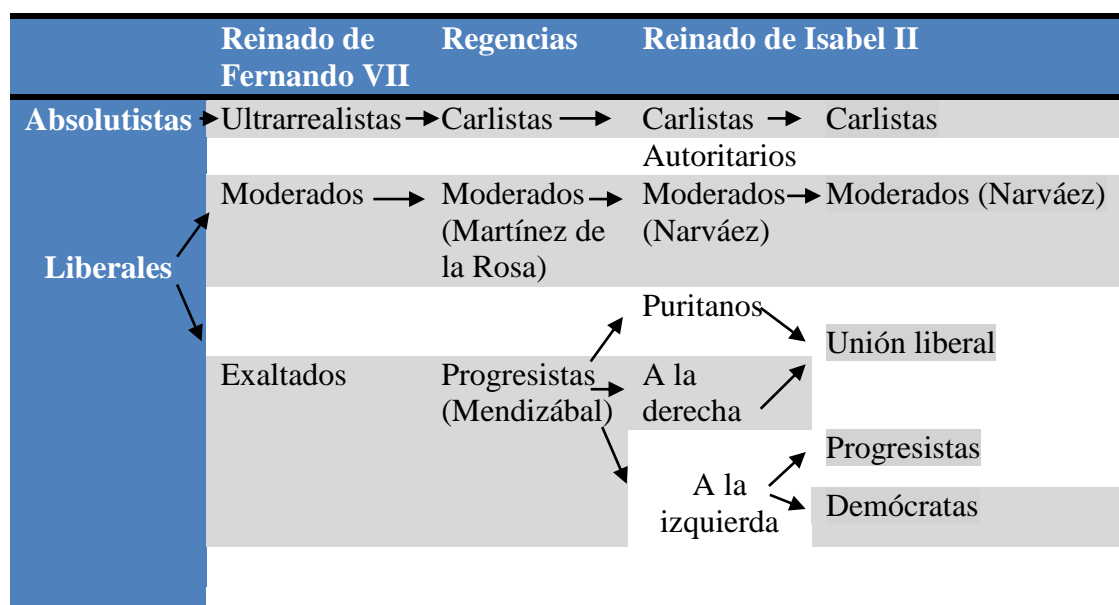 Reinado de Fernando VII
Regencias
Reinado de Isabel II
Absolutistas
Ultrarrealistas
Carlistas
Carlistas
Carlistas
Autoritarios
Liberales
Moderados
Moderados
(Martínez de
la Rosa)
Moderados
(Narváez)
Moderados (Narváez)
Puritanos
Unión liberal
Exaltados
Progresistas
(Mendizábal)
A la
derecha
Progresistas
A la
izquierda
Demócratas